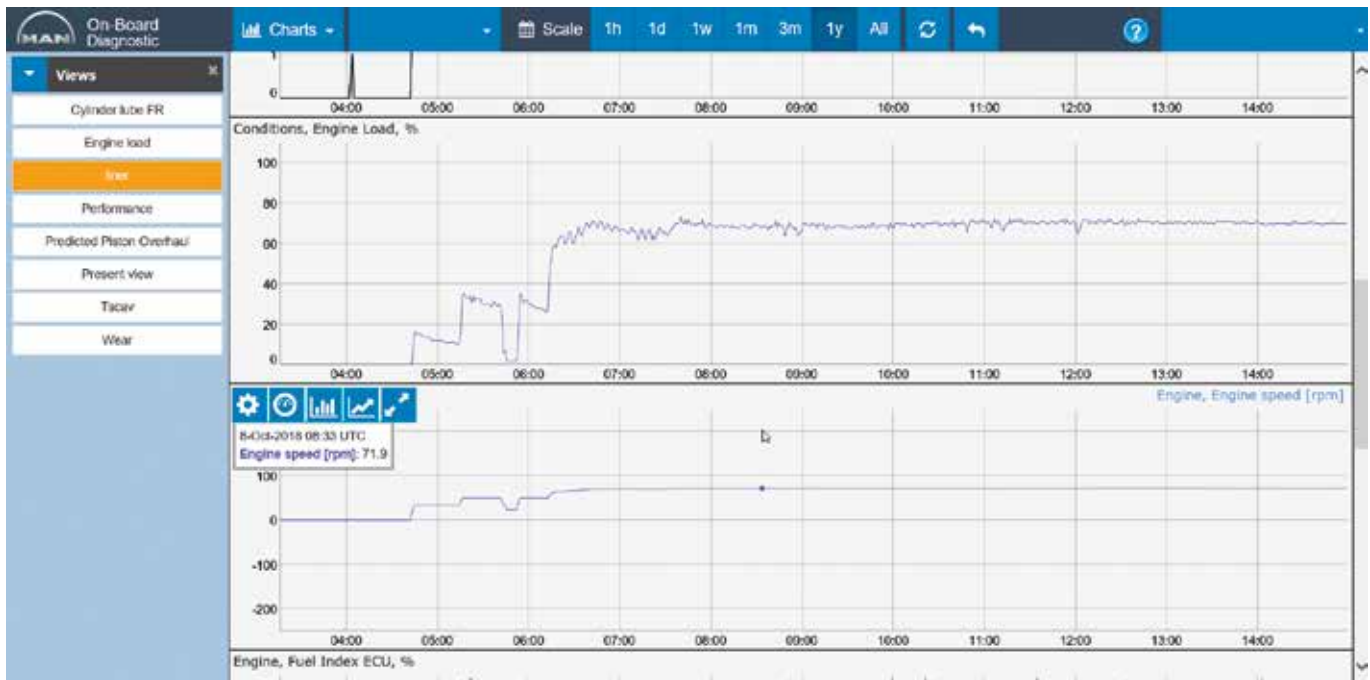 MAN
On-Board
Diagnostic
Charts
Scale 1h 1d 1w 1m 3m 1y All
?
Views
Cylinder lube FR
Engine load
liner
Performance
Predicted Piston Overhaul
Present view
Tscav
Wear
1
0
04:00 05:00 06:00 07:00 08:00 09:00 10:00 11:00 12:00 13:00 14:00
Conditions, Engine Load, %
100
80
60
40
20
0
04:00 05:00 06:00 07:00 08:00 09:00 10:00 11:00 12:00 13:00 14:00
Engine, Engine speed [rpm]
8-Oct-2018 08:33 UTC
Engine speed [rpm]: 71.9
100
0
-100
-200
04:00 05:00 06:00 07:00 08:00 09:00 10:00 11:00 12:00 13:00 14:00
Engine, Fuel Index ECU, %